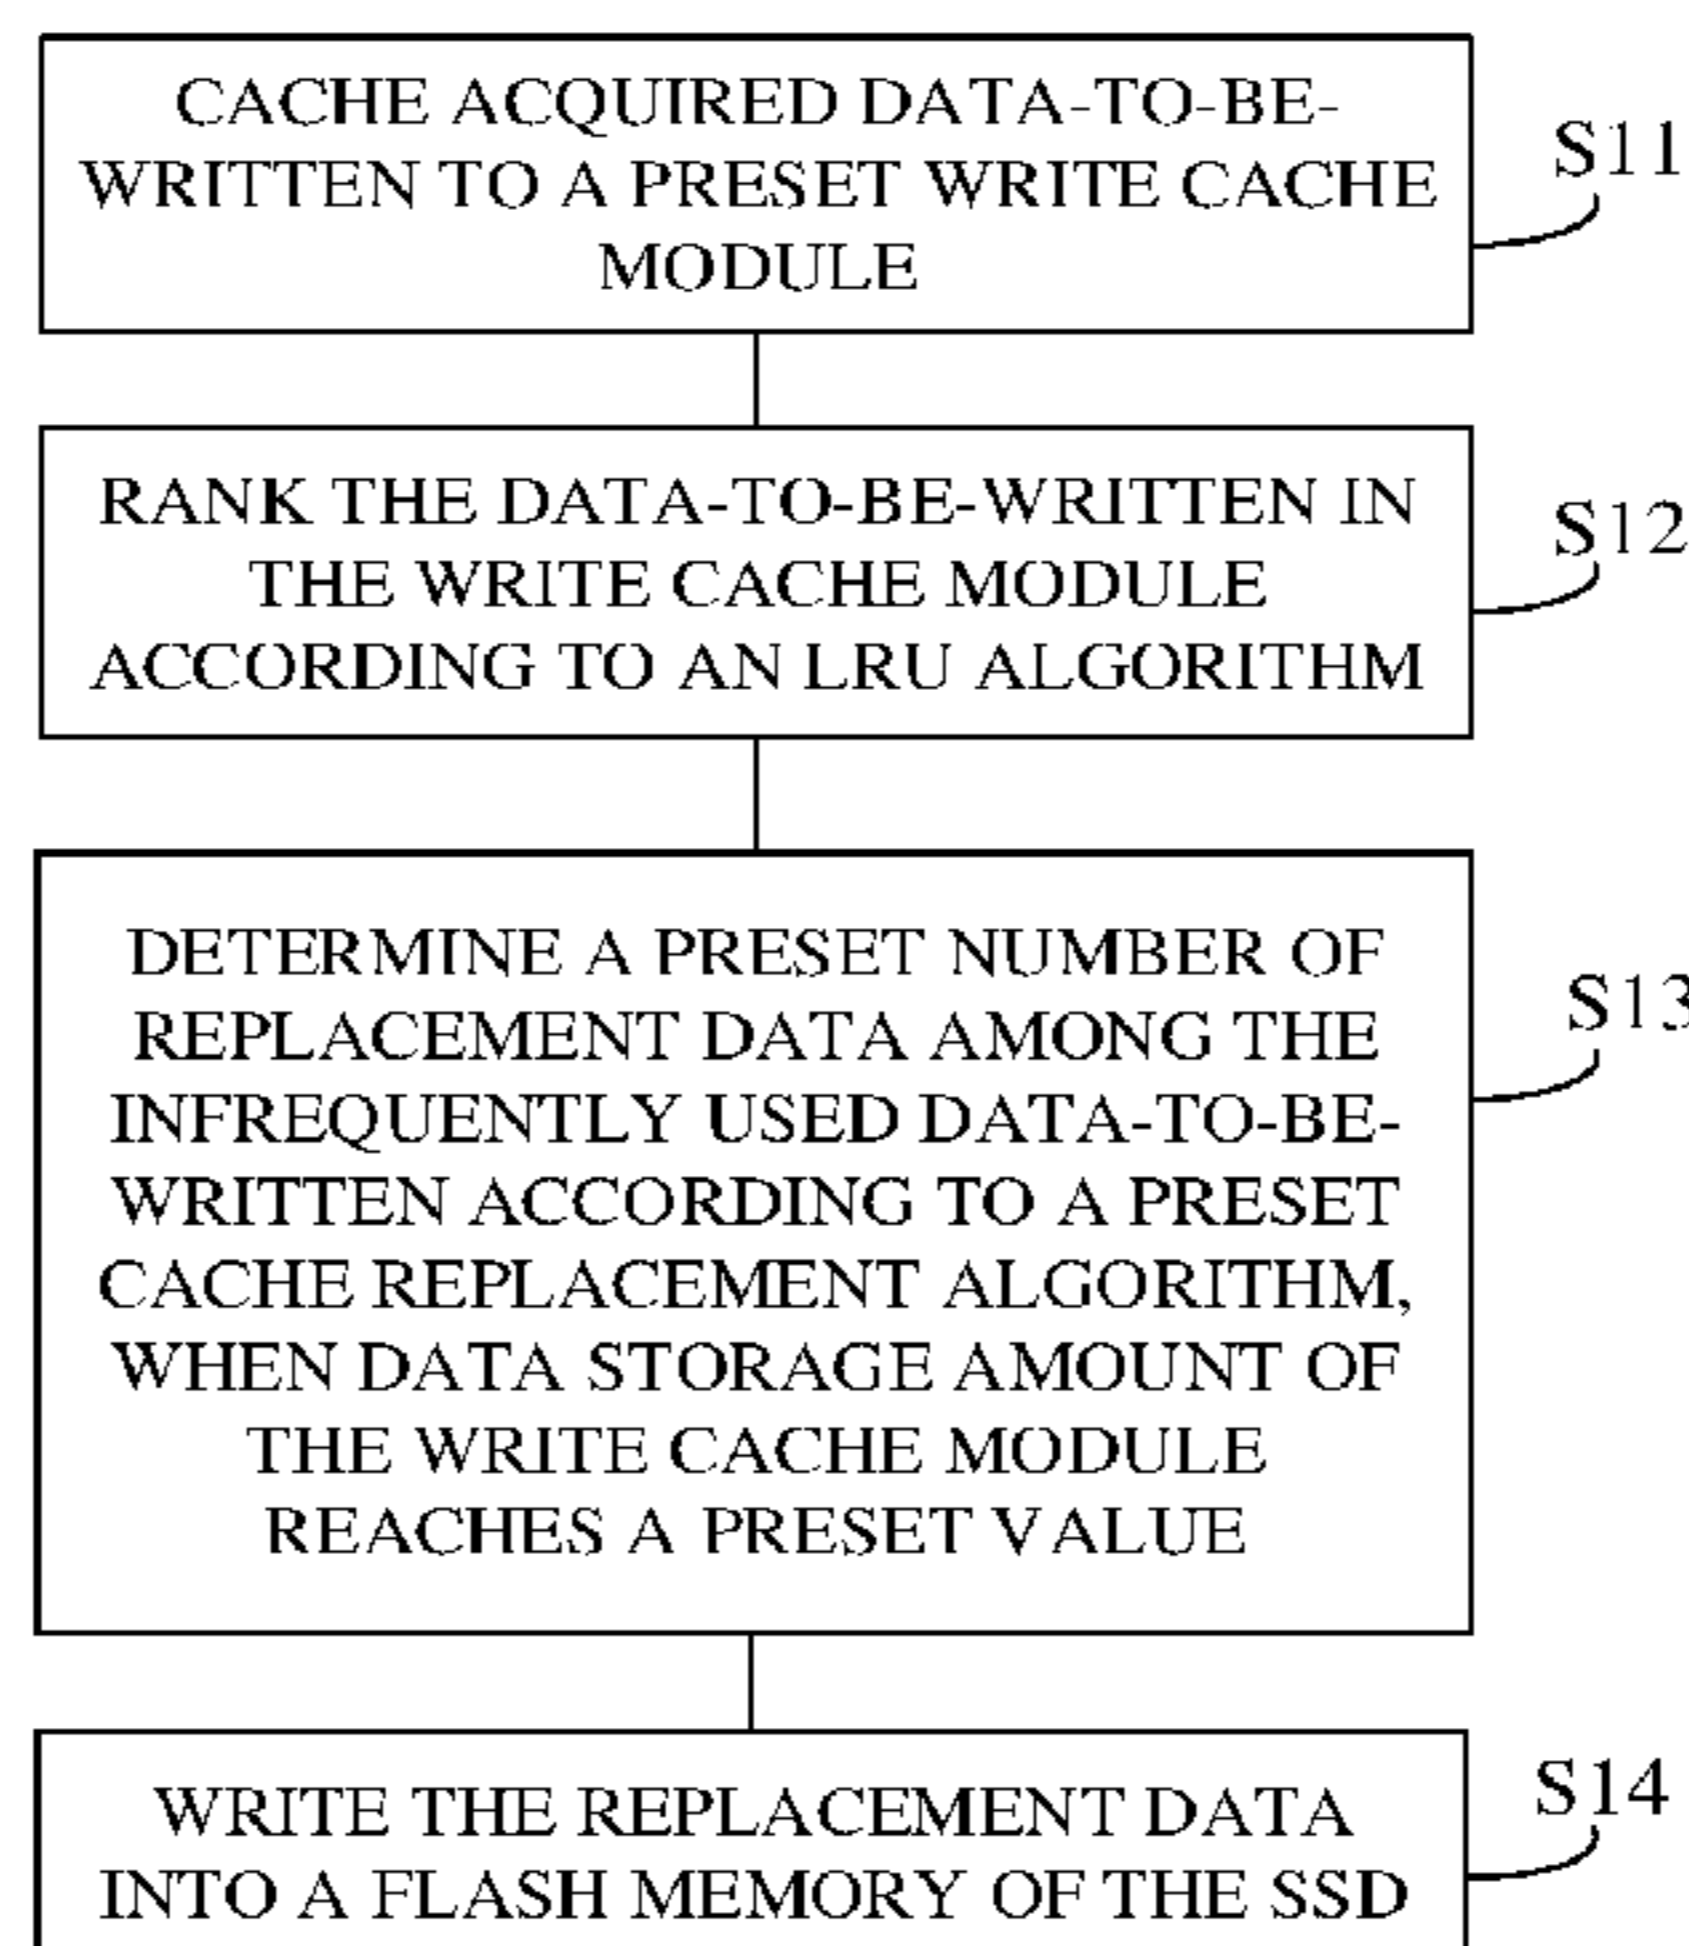 CACHE ACQUIRED DATA-TO-BE-
WRITTEN TO A PRESET WRITE CACHE
MODULE
S11
RANK THE DATA-TO-BE-WRITTEN IN
THE WRITE CACHE MODULE
ACCORDING TO AN LRU ALGORITHM
S12
DETERMINE A PRESET NUMBER OF
REPLACEMENT DATA AMONG THE
INFREQUENTLY USED DATA-TO-BE-
WRITTEN ACCORDING TO A PRESET
CACHE REPLACEMENT ALGORITHM,
WHEN DATA STORAGE AMOUNT OF
THE WRITE CACHE MODULE
REACHES A PRESET VALUE
S13
WRITE THE REPLACEMENT DATA
INTO A FLASH MEMORY OF THE SSD
S14